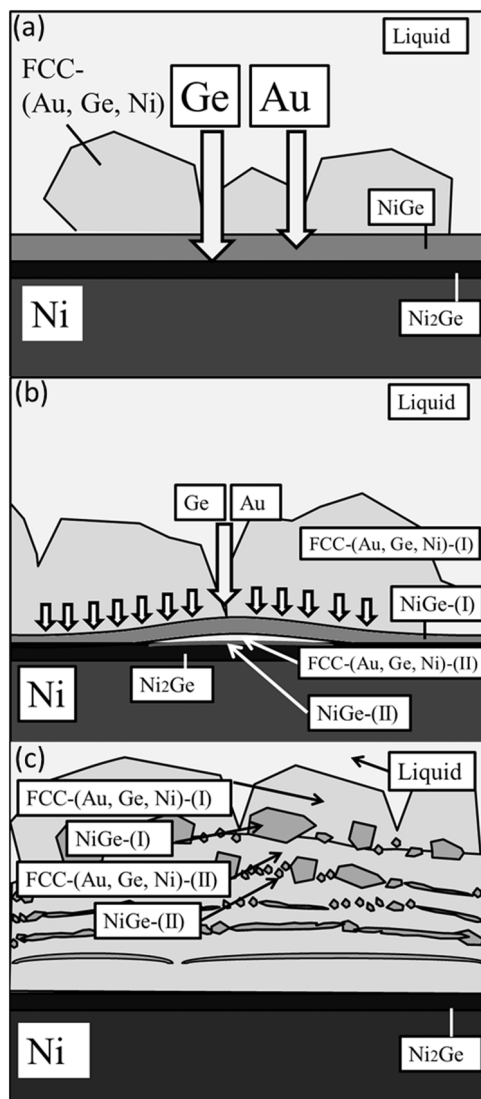 (a)
Liquid
FCC-
(Au, Ge, Ni)
Ge
Au
NiGe
Ni
Ni₂Ge
(b)
Liquid
Ge
Au
FCC-(Au, Ge, Ni)-(I)
NiGe-(I)
FCC-(Au, Ge, Ni)-(II)
Ni
Ni₂Ge
NiGe-(II)
(c)
Liquid
FCC-(Au, Ge, Ni)-(I)
NiGe-(I)
FCC-(Au, Ge, Ni)-(II)
NiGe-(II)
Ni
Ni₂Ge